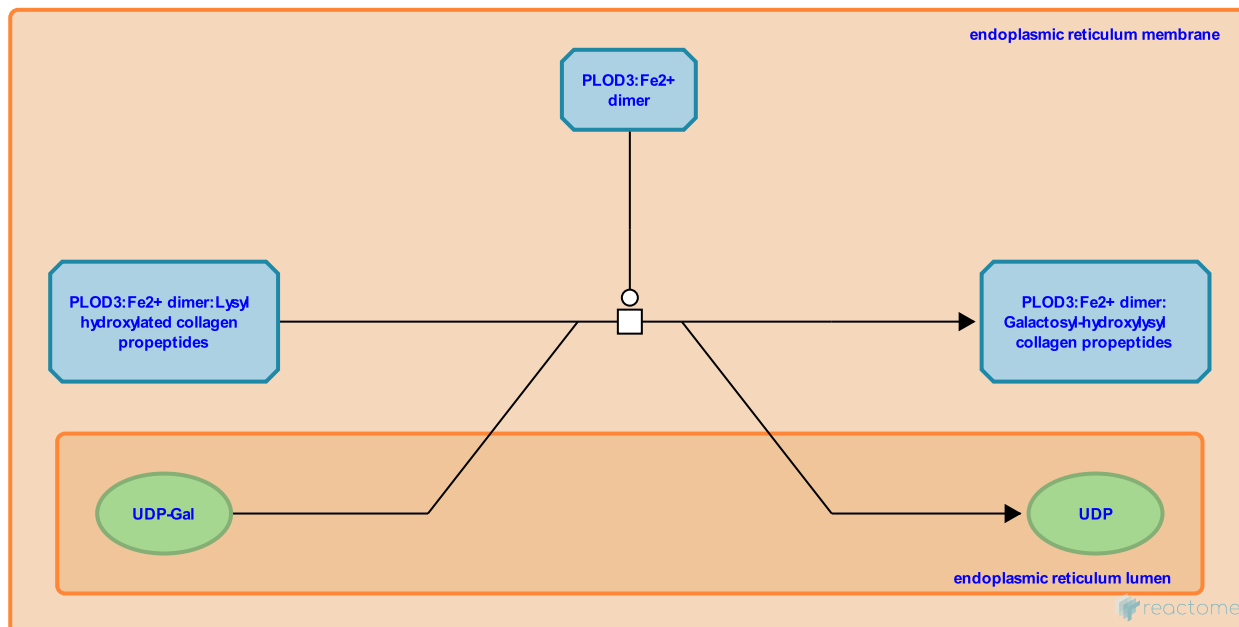 endoplasmic reticulum membrane
PLOD3:Fe2+
dimer
PLOD3:Fe2+ dimer:Lysyl
hydroxylated collagen
propeptides
PLOD3:Fe2+ dimer:
Galactosyl-hydroxylysyl
collagen propeptides
UDP-Gal
UDP
endoplasmic reticulum lumen
reactome